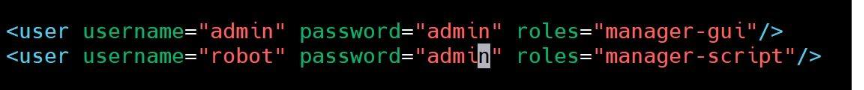 <user username="admin" password="admin" roles="manager-gui"/>
<user username="robot" password="admin" roles="manager-script"/>